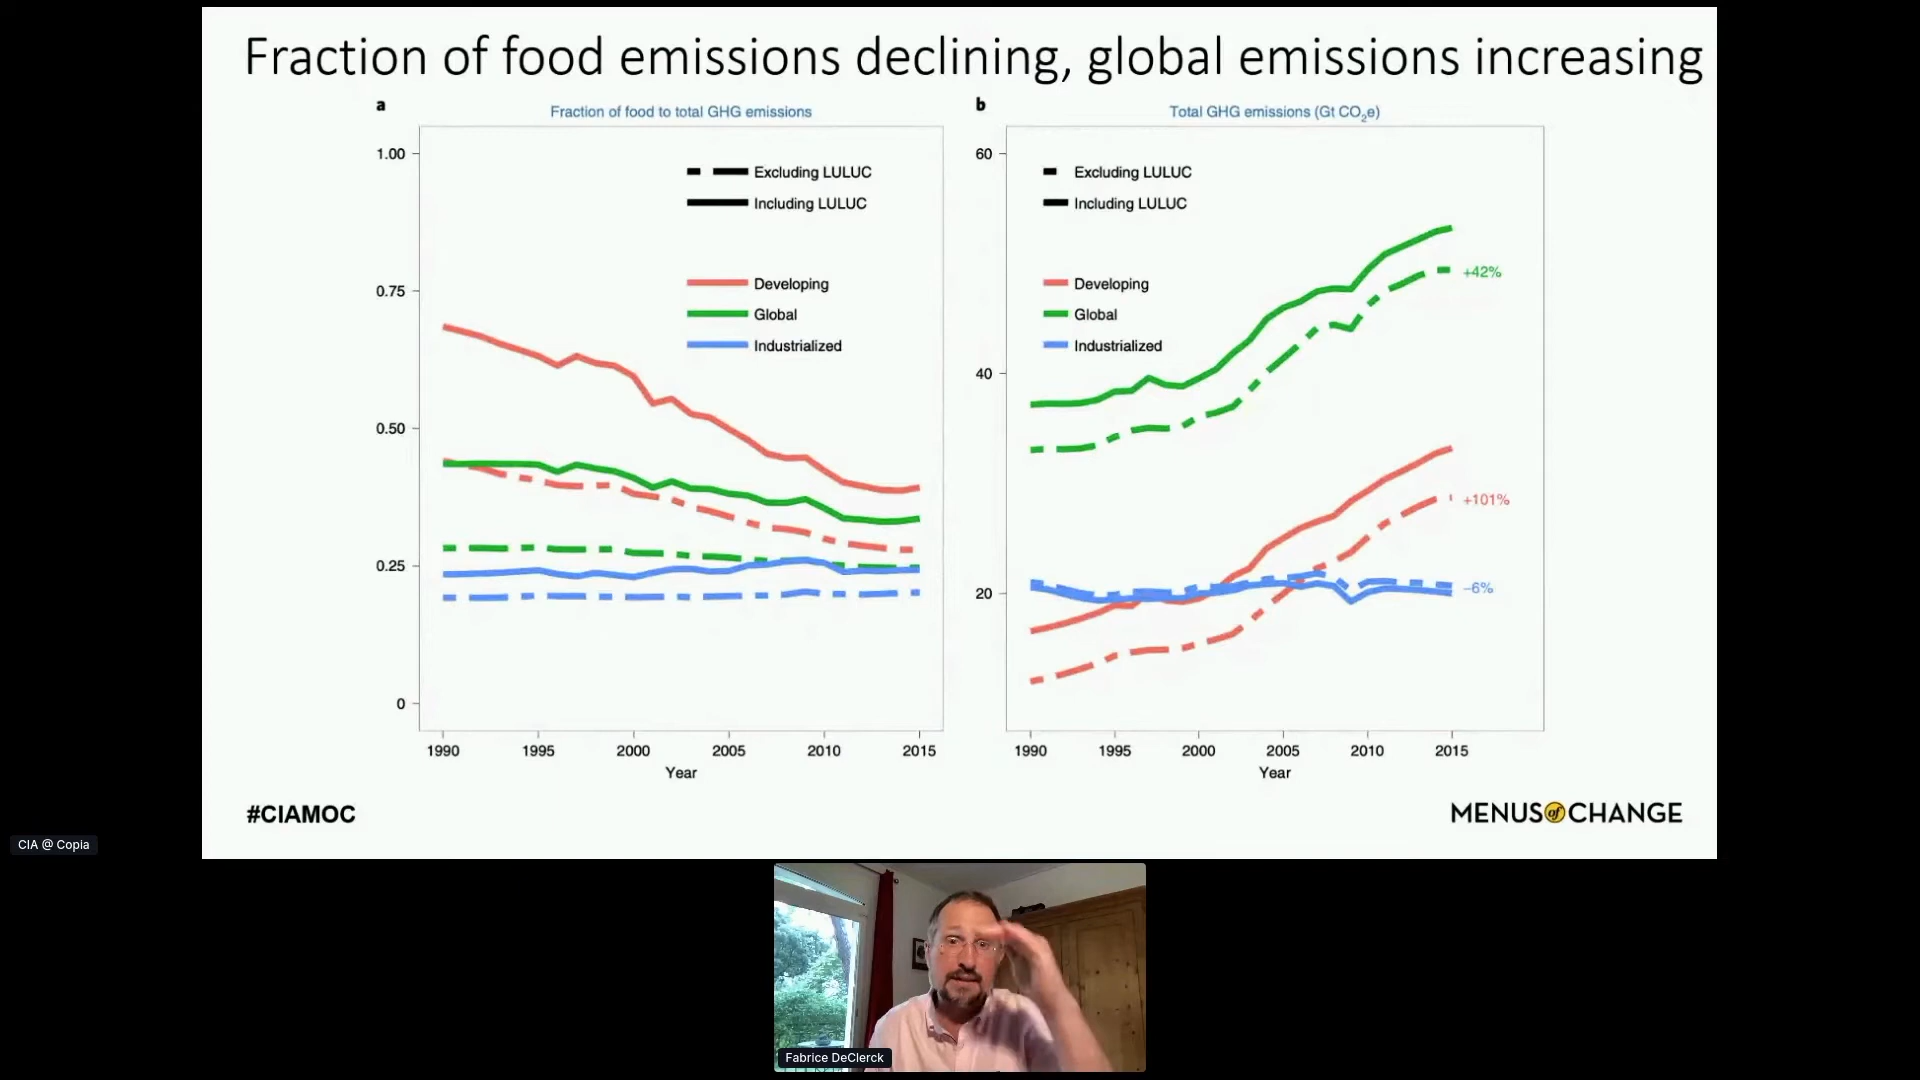 Fraction of food emissions declining, global emissions increasing
a
Fraction of food to total GHG emissions
1.00
0.75
0.50
0.25
0
Excluding LULUC
Including LULUC
Developing
Global
Industrialized
1990 1995 2000 2005 2010 2015
Year
b
Total GHG emissions (Gt CO₂e)
60
40
20
Excluding LULUC
Including LULUC
Developing
Global
Industrialized
+42%
+101%
−6%
1990 1995 2000 2005 2010 2015
Year
#CIAMOC
MENUS of CHANGE
CIA @ Copia
Fabrice DeClerck